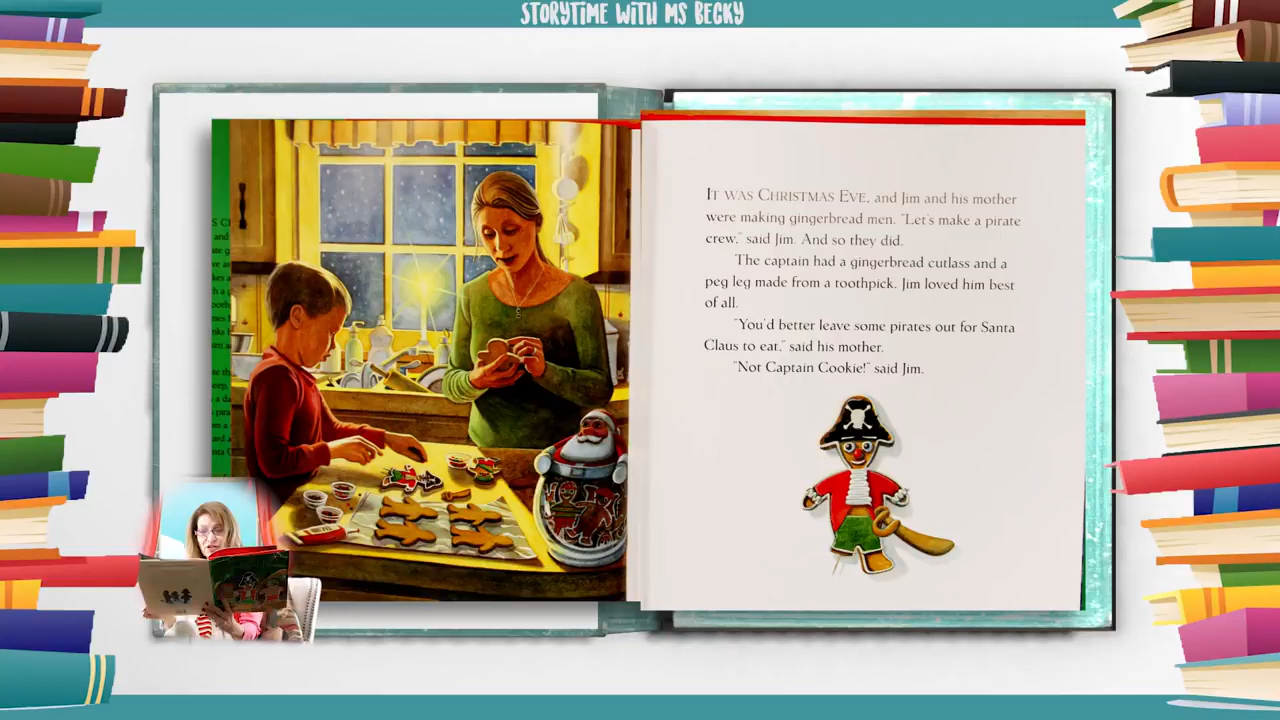 STORYTIME WITH MS BECKY
IT WAS CHRISTMAS EVE, and Jim and his mother
were making gingerbread men. "Let's make a pirate
crew," said Jim. And so they did.
The captain had a gingerbread cutlass and a
peg leg made from a toothpick. Jim loved him best
of all.
"You'd better leave some pirates out for Santa
Claus to eat," said his mother.
"Not Captain Cookie!" said Jim.